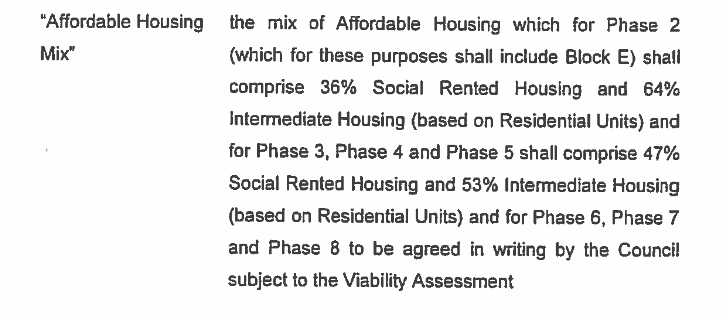 "Affordable Housing the mix of Affordable Housing which for Phase 2
Mix" (which for these purposes shall include Block E) shall
comprise 36% Social Rented Housing and 64%
Intermediate Housing (based on Residential Units) and
for Phase 3, Phase 4 and Phase 5 shall comprise 47%
Social Rented Housing and 53% Intermediate Housing
(based on Residential Units) and for Phase 6, Phase 7
and Phase 8 to be agreed in writing by the Council
subject to the Viability Assessment